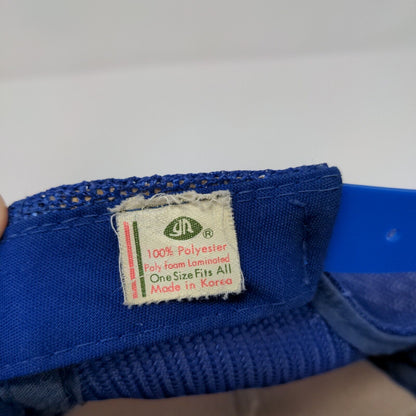 yn ®
100% Polyester
Poly foam Laminated
One Size Fits All
Made in Korea